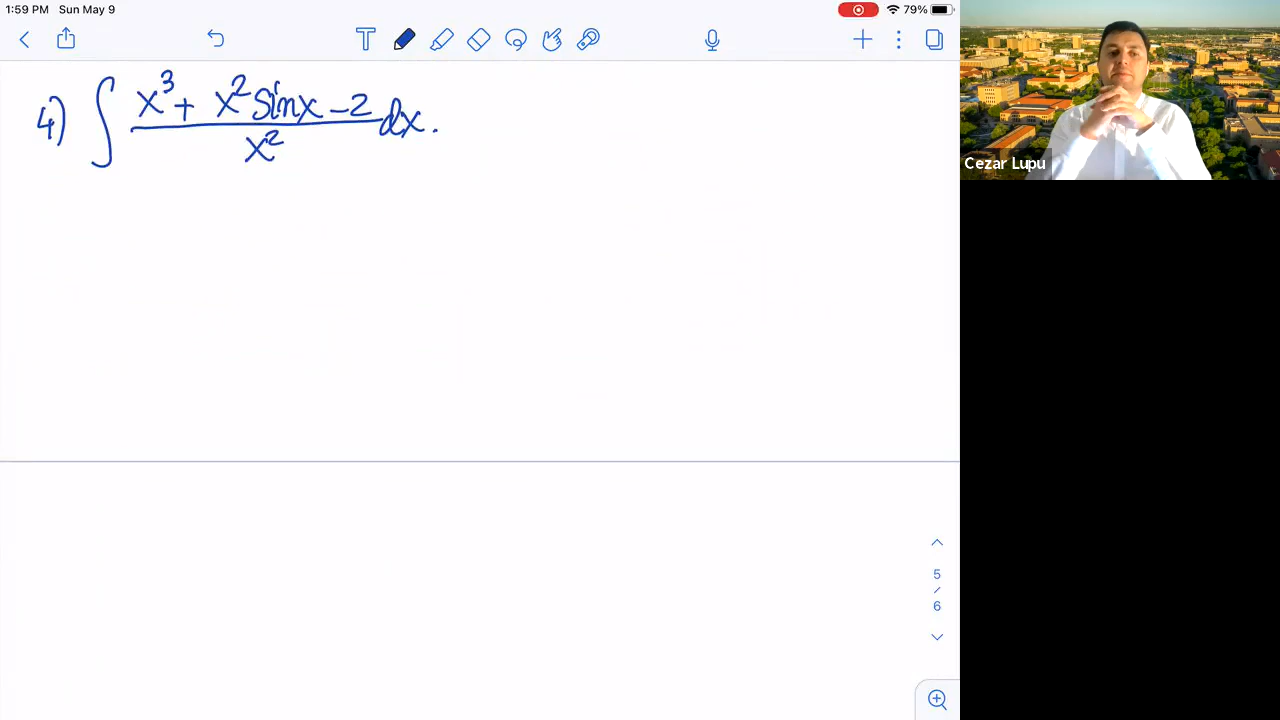 1:59 PM Sun May 9
79%
T
4) ∫ (x³ + x² sin x − 2) / x² dx.
Cezar Lupu
5
/
6